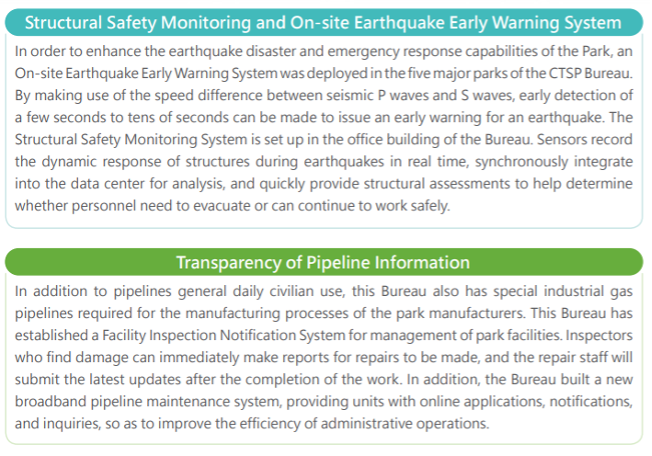 Structural Safety Monitoring and On-site Earthquake Early Warning System
In order to enhance the earthquake disaster and emergency response capabilities of the Park, an
On-site Earthquake Early Warning System was deployed in the five major parks of the CTSP Bureau.
By making use of the speed difference between seismic P waves and S waves, early detection of
a few seconds to tens of seconds can be made to issue an early warning for an earthquake. The
Structural Safety Monitoring System is set up in the office building of the Bureau. Sensors record
the dynamic response of structures during earthquakes in real time, synchronously integrate
into the data center for analysis, and quickly provide structural assessments to help determine
whether personnel need to evacuate or can continue to work safely.
Transparency of Pipeline Information
In addition to pipelines general daily civilian use, this Bureau also has special industrial gas
pipelines required for the manufacturing processes of the park manufacturers. This Bureau has
established a Facility Inspection Notification System for management of park facilities. Inspectors
who find damage can immediately make reports for repairs to be made, and the repair staff will
submit the latest updates after the completion of the work. In addition, the Bureau built a new
broadband pipeline maintenance system, providing units with online applications, notifications,
and inquiries, so as to improve the efficiency of administrative operations.